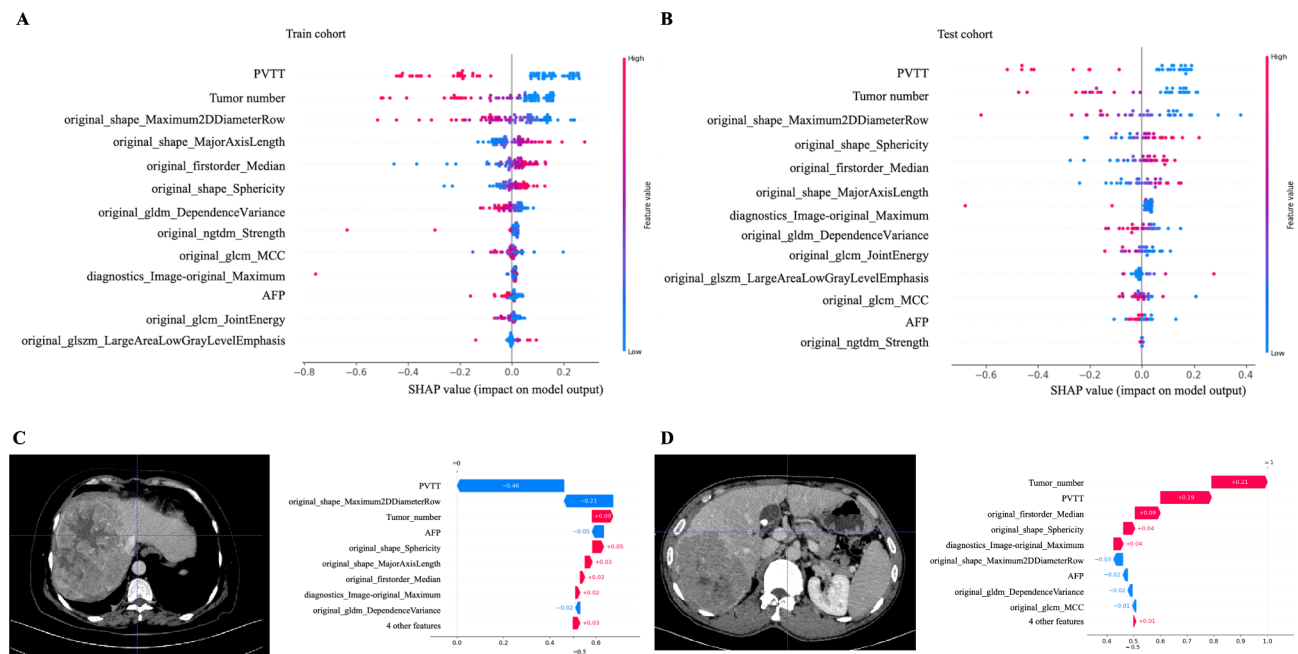 A
Train cohort
High
PVTT
Tumor number
original_shape_Maximum2DDiameterRow
original_shape_MajorAxisLength
original_firstorder_Median
original_shape_Sphericity
original_gldm_DependenceVariance
original_ngtdm_Strength
original_glcm_MCC
diagnostics_Image-original_Maximum
AFP
original_glcm_JointEnergy
original_glszm_LargeAreaLowGrayLevelEmphasis
Feature value
Low
−0.8 −0.6 −0.4 −0.2 0.0 0.2
SHAP value (impact on model output)
B
Test cohort
High
PVTT
Tumor number
original_shape_Maximum2DDiameterRow
original_shape_Sphericity
original_firstorder_Median
original_shape_MajorAxisLength
diagnostics_Image-original_Maximum
original_gldm_DependenceVariance
original_glcm_JointEnergy
original_glszm_LargeAreaLowGrayLevelEmphasis
original_glcm_MCC
AFP
original_ngtdm_Strength
Feature value
Low
−0.6 −0.4 −0.2 0.0 0.2 0.4
SHAP value (impact on model output)
C
=0
PVTT −0.46
original_shape_Maximum2DDiameterRow −0.21
Tumor_number +0.09
AFP −0.05
original_shape_Sphericity +0.05
original_shape_MajorAxisLength +0.03
original_firstorder_Median +0.02
diagnostics_Image-original_Maximum +0.02
original_gldm_DependenceVariance −0.02
4 other features +0.03
0.0 0.2 0.4 0.6
=0.5
D
=1
Tumor_number +0.21
PVTT +0.19
original_firstorder_Median +0.09
original_shape_Sphericity +0.04
diagnostics_Image-original_Maximum +0.04
original_shape_Maximum2DDiameterRow −0.03
AFP −0.02
original_gldm_DependenceVariance −0.02
original_glcm_MCC −0.01
4 other features +0.01
0.4 0.5 0.6 0.7 0.8 0.9 1.0
=0.5